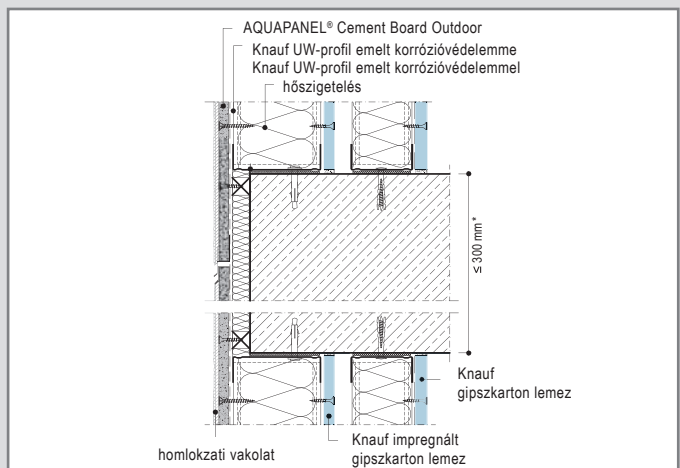 AQUAPANEL® Cement Board Outdoor
Knauf UW-profil emelt korrózióvédelemme
Knauf UW-profil emelt korrózióvédelemmel
hőszigetelés
≤ 300 mm*
Knauf
gipszkarton lemez
Knauf impregnált
gipszkarton lemez
homlokzati vakolat